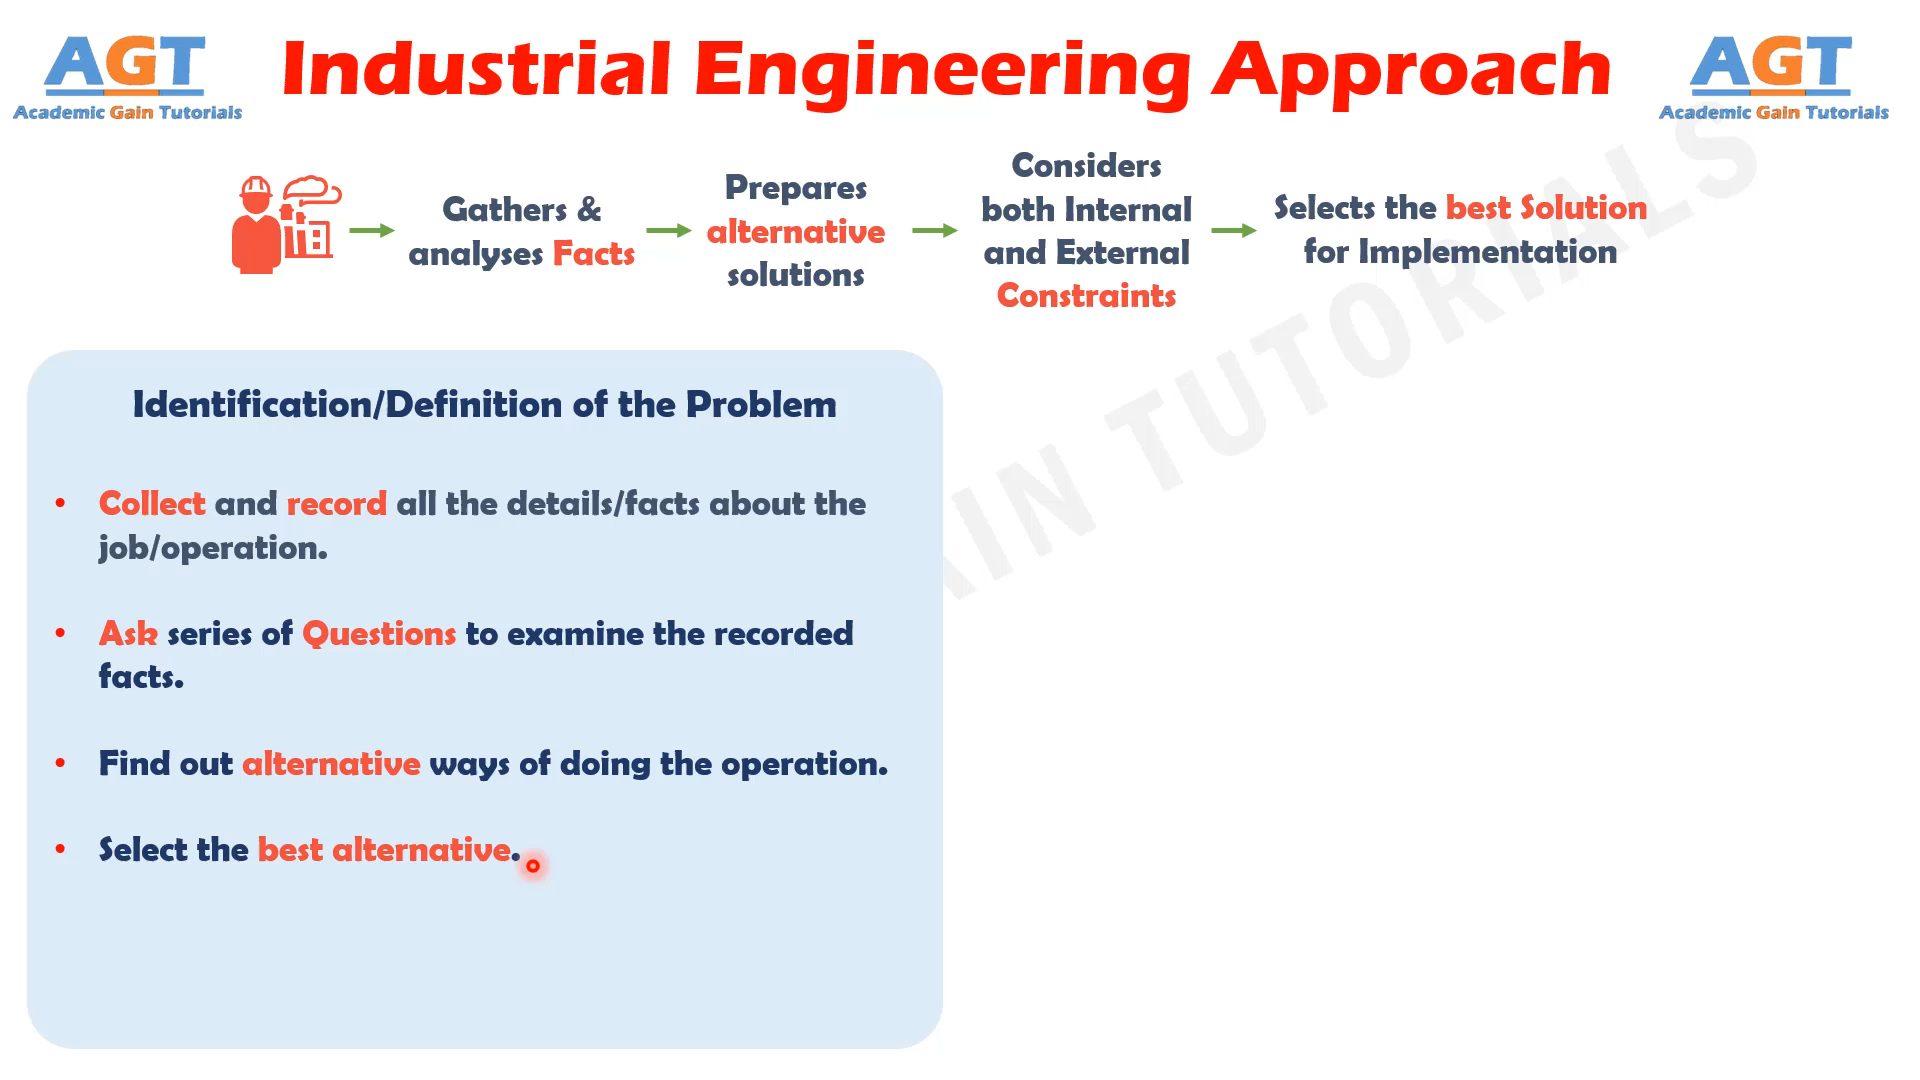 AGT
Academic Gain Tutorials
Industrial Engineering Approach
AGT
Academic Gain Tutorials
Gathers &
analyses Facts
Prepares
alternative
solutions
Considers
both Internal
and External
Constraints
Selects the best Solution
for Implementation
Identification/Definition of the Problem
• Collect and record all the details/facts about the
job/operation.
• Ask series of Questions to examine the recorded
facts.
• Find out alternative ways of doing the operation.
• Select the best alternative.
TUTORIALS